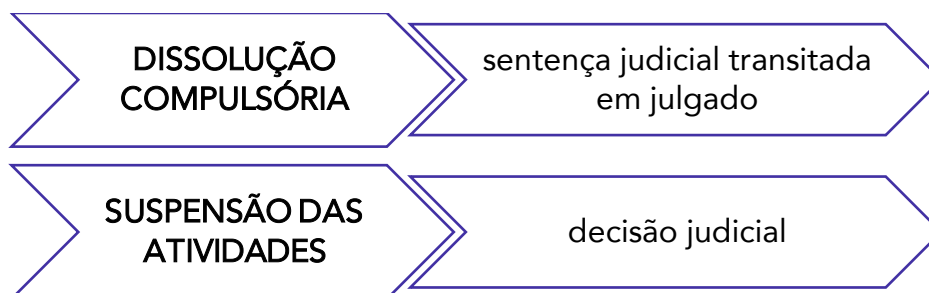 DISSOLUÇÃO
COMPULSÓRIA
sentença judicial transitada
em julgado
SUSPENSÃO DAS
ATIVIDADES
decisão judicial